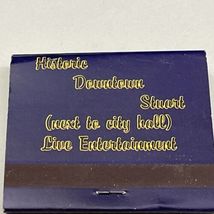 Historic
Downtown
Stuart
(next to city hall)
Live Entertainment